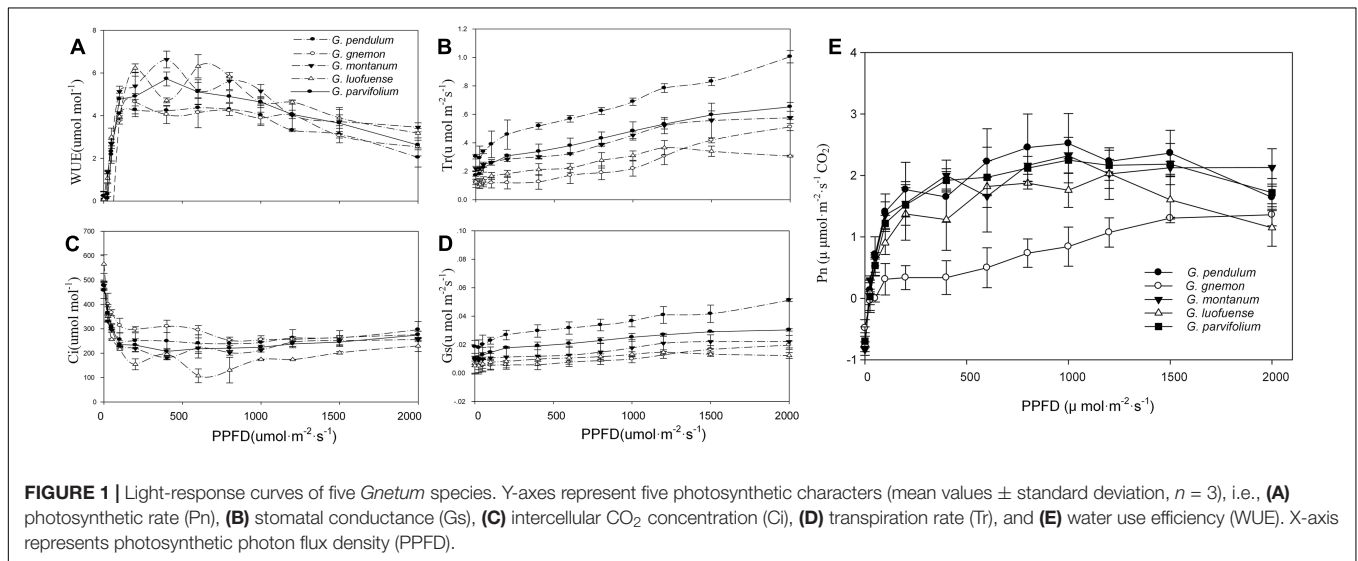 A
WUE(umol mol⁻¹)
8
6
4
2
0
G. pendulum
G. gnemon
G. montanum
G. luofuense
G. parvifolium
B
Tr(u mol m⁻²s⁻¹)
1.2
1.0
.8
.6
.4
.2
0.0
C
Ci(umol mol⁻¹)
700
600
500
400
300
200
100
0
0 500 1000 1500 2000
PPFD(umol·m⁻²·s⁻¹)
D
Gs(u mol m⁻²s⁻¹)
.10
.08
.06
.04
.02
.00
-.02
0 500 1000 1500 2000
PPFD(umol·m⁻²·s⁻¹)
E
Pn (μ μmol·m⁻²·s⁻¹ CO₂)
4
3
2
1
0
-1
G. pendulum
G. gnemon
G. montanum
G. luofuense
G. parvifolium
0 500 1000 1500 2000
PPFD (μ mol·m⁻²·s⁻¹)
FIGURE 1 | Light-response curves of five Gnetum species. Y-axes represent five photosynthetic characters (mean values ± standard deviation, n = 3), i.e., (A)
photosynthetic rate (Pn), (B) stomatal conductance (Gs), (C) intercellular CO₂ concentration (Ci), (D) transpiration rate (Tr), and (E) water use efficiency (WUE). X-axis
represents photosynthetic photon flux density (PPFD).